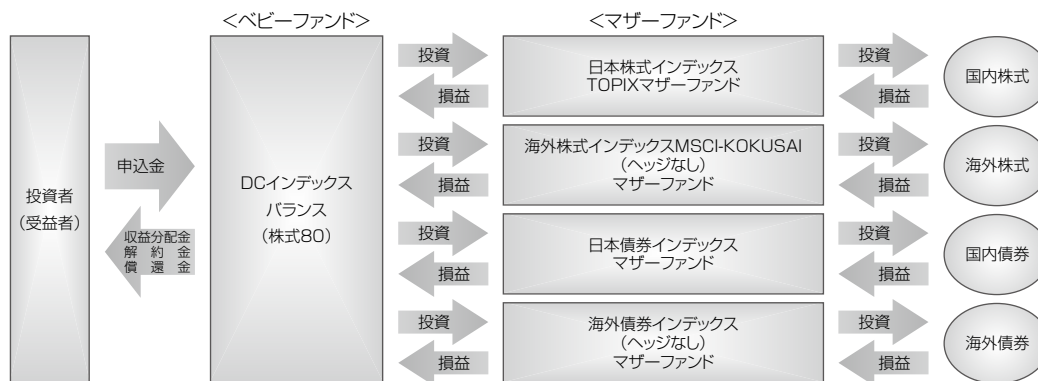 <ベビーファンド>
<マザーファンド>
投資者
(受益者)
申込金
収益分配金
解約金
償還金
DCインデックス
バランス
(株式80)
投資
損益
日本株式インデックス
TOPIXマザーファンド
投資
損益
国内株式
投資
損益
海外株式インデックスMSCI-KOKUSAI
(ヘッジなし)
マザーファンド
投資
損益
海外株式
投資
損益
日本債券インデックス
マザーファンド
投資
損益
国内債券
投資
損益
海外債券インデックス
(ヘッジなし)
マザーファンド
投資
損益
海外債券